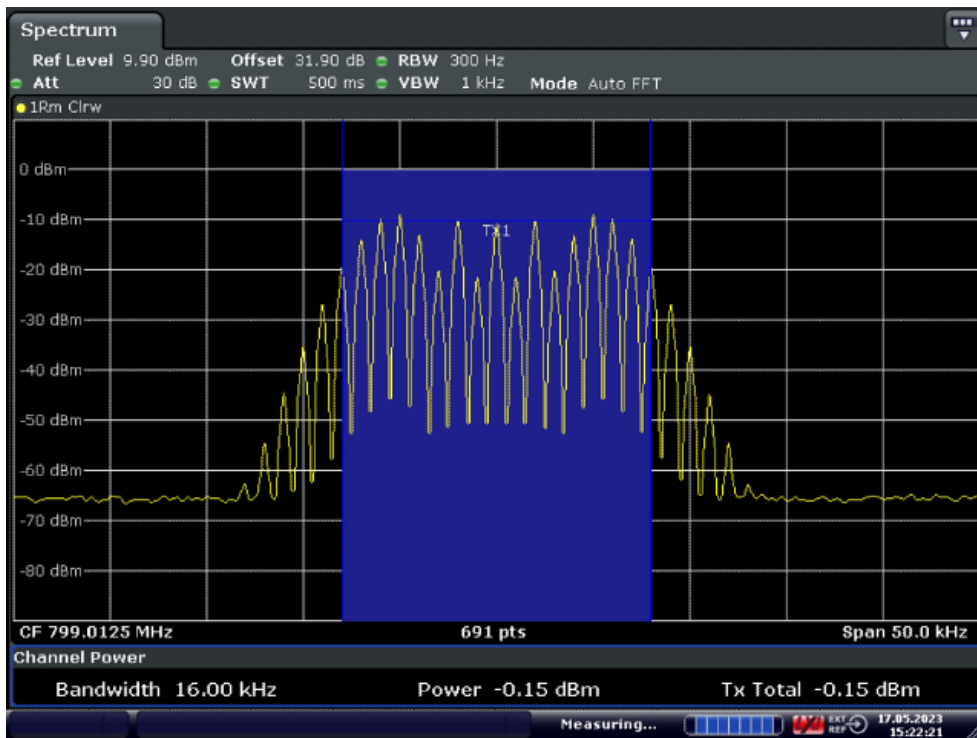 Spectrum
Ref Level 9.90 dBm Offset 31.90 dB RBW 300 Hz
Att 30 dB SWT 500 ms VBW 1 kHz Mode Auto FFT
1Rm Clrw
0 dBm
-10 dBm
TX1
-20 dBm
-30 dBm
-40 dBm
-50 dBm
-60 dBm
-70 dBm
-80 dBm
CF 799.0125 MHz 691 pts Span 50.0 kHz
Channel Power
Bandwidth 16.00 kHz Power -0.15 dBm Tx Total -0.15 dBm
Measuring... EXT REF 17.05.2023 15:22:21